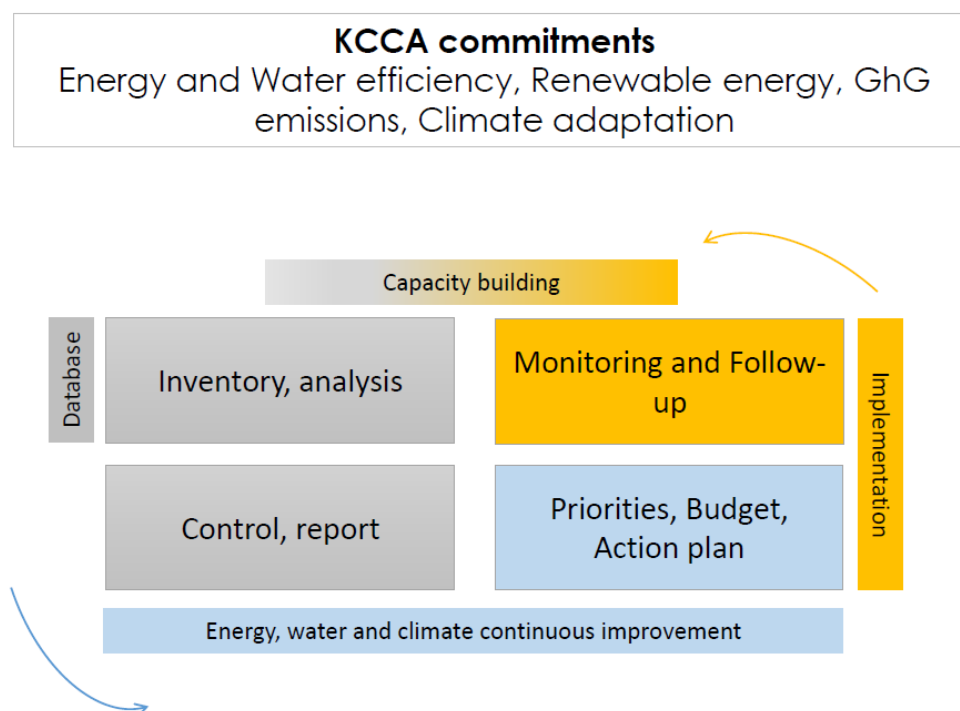 KCCA commitments
Energy and Water efficiency, Renewable energy, GhG
emissions, Climate adaptation
Capacity building
Database
Inventory, analysis
Monitoring and Follow-
up
Implementation
Control, report
Priorities, Budget,
Action plan
Energy, water and climate continuous improvement